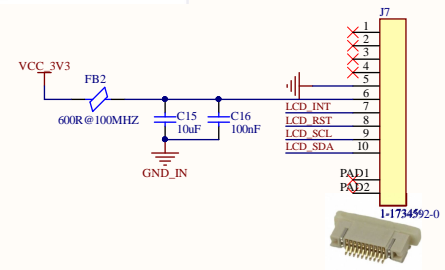 J7
1
2
3
4
5
6
7
8
9
10
VCC_3V3
FB2
600R@100MHZ
C15
10uF
C16
100nF
GND_IN
LCD_INT
LCD_RST
LCD_SCL
LCD_SDA
PAD1
PAD2
1-1734592-0